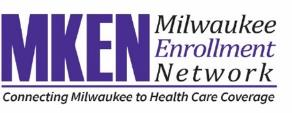 MKEN
Milwaukee
Enrollment
Network
Connecting Milwaukee to Health Care Coverage